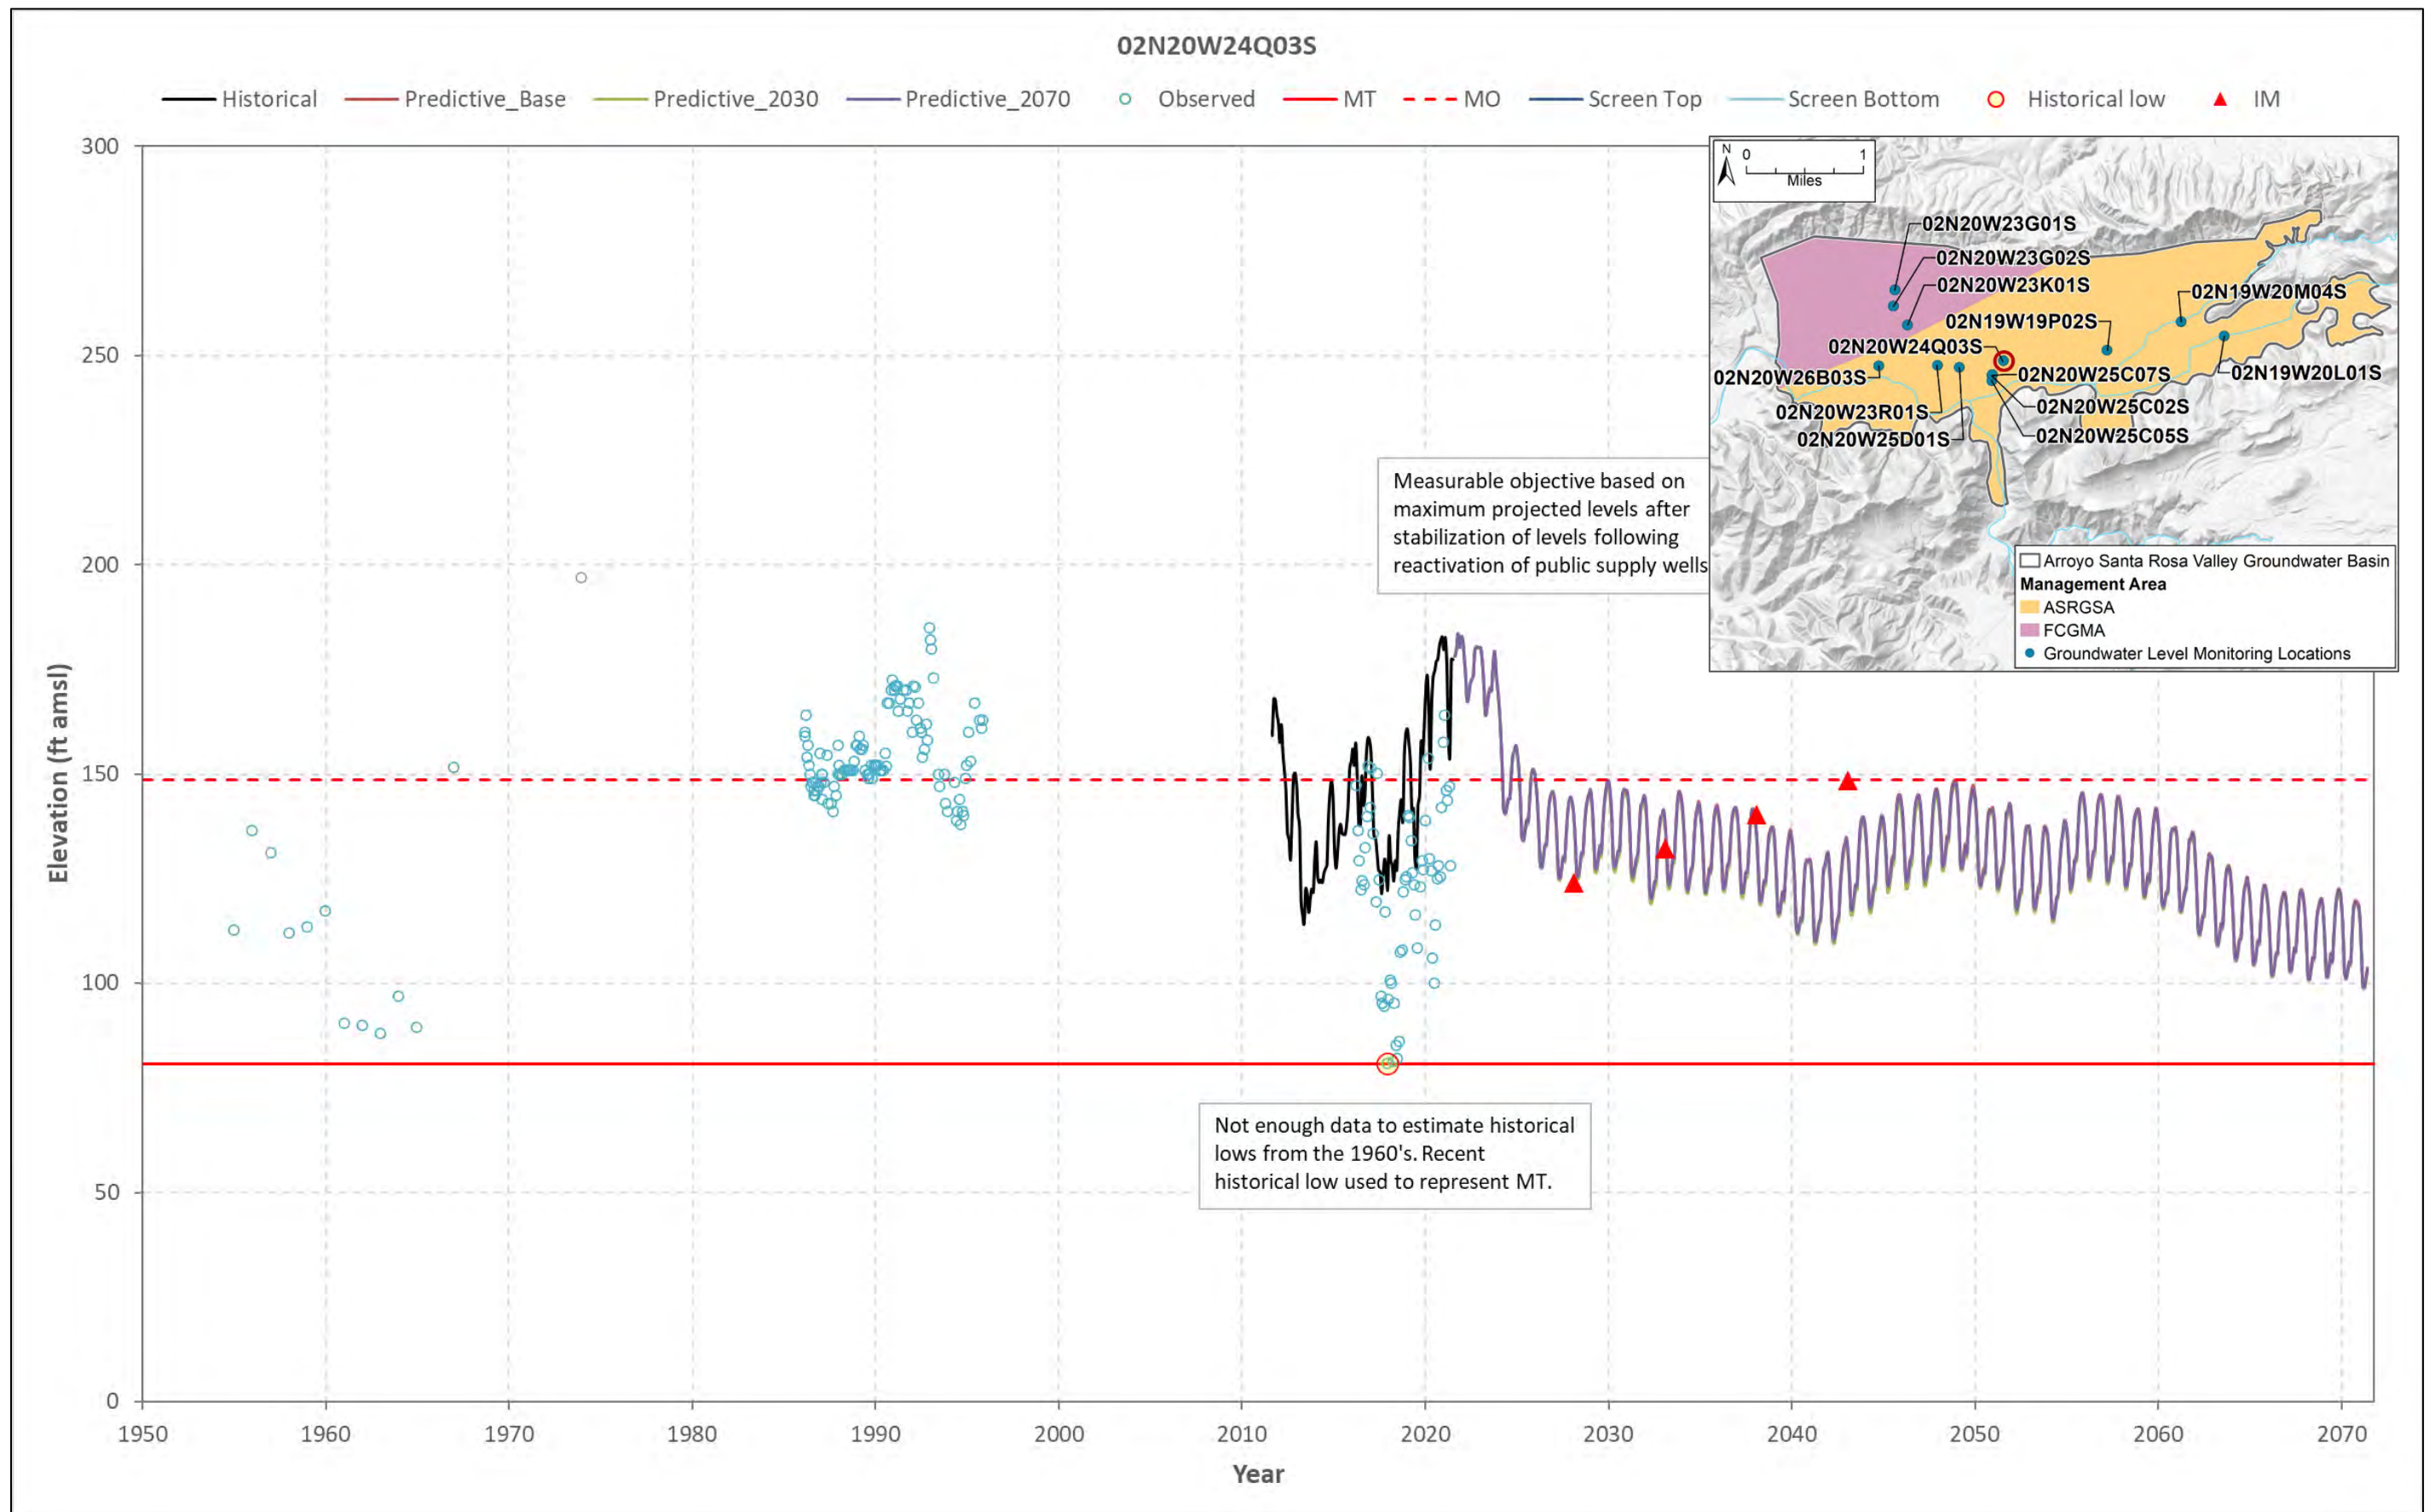 02N20W24Q03S
Historical Predictive_Base Predictive_2030 Predictive_2070 Observed MT MO Screen Top Screen Bottom Historical low IM
300
250
200
150
100
50
0
Elevation (ft amsl)
1950 1960 1970 1980 1990 2000 2010 2020 2030 2040 2050 2060 2070
Year
Measurable objective based on
maximum projected levels after
stabilization of levels following
reactivation of public supply wells
Not enough data to estimate historical
lows from the 1960's. Recent
historical low used to represent MT.
N
0 1
Miles
02N20W23G01S
02N20W23G02S
02N20W23K01S
02N19W20M04S
02N19W19P02S
02N20W24Q03S
02N20W26B03S
02N20W25C07S
02N19W20L01S
02N20W23R01S
02N20W25C02S
02N20W25D01S
02N20W25C05S
Arroyo Santa Rosa Valley Groundwater Basin
Management Area
ASRGSA
FCGMA
Groundwater Level Monitoring Locations